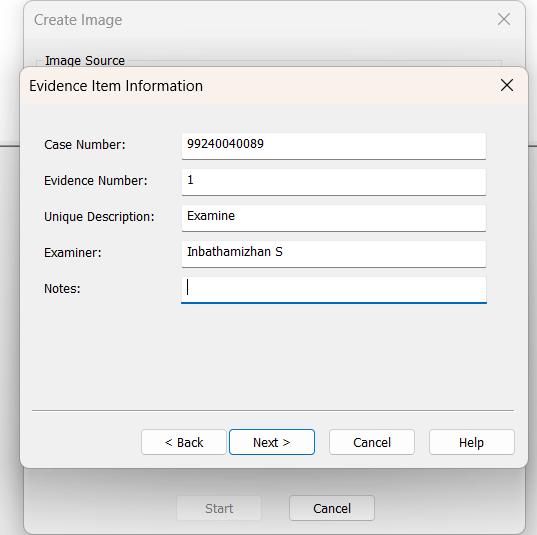 Create Image
Image Source
Evidence Item Information
Case Number: 99240040089
Evidence Number: 1
Unique Description: Examine
Examiner: Inbathamizhan S
Notes:
< Back Next > Cancel Help
Start Cancel